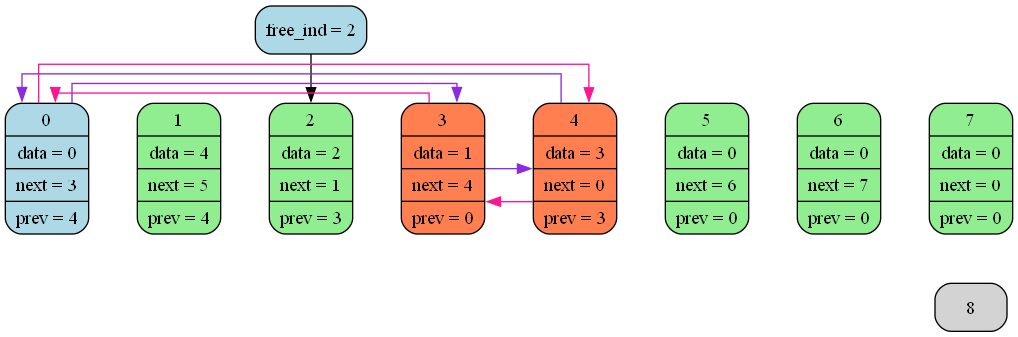 free_ind = 2
0
data = 0
next = 3
prev = 4
1
data = 4
next = 5
prev = 4
2
data = 2
next = 1
prev = 3
3
data = 1
next = 4
prev = 0
4
data = 3
next = 0
prev = 3
5
data = 0
next = 6
prev = 0
6
data = 0
next = 7
prev = 0
7
data = 0
next = 0
prev = 0
8